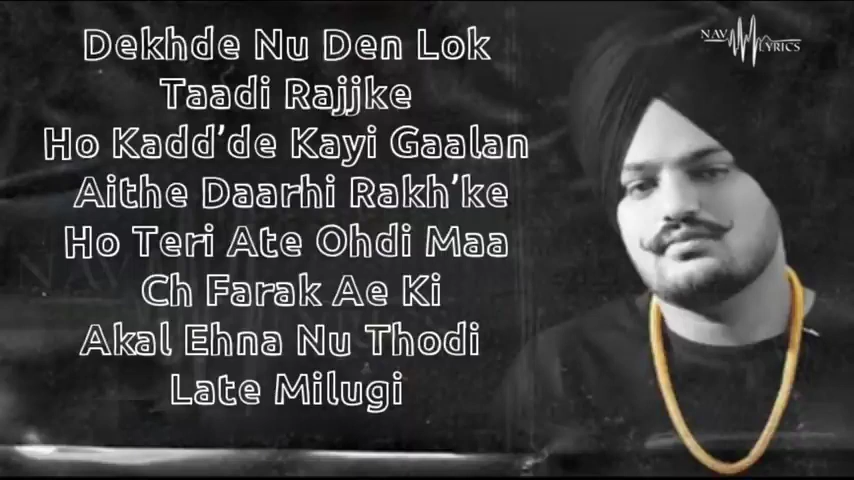 Dekhde Nu Den Lok
Taadi Rajjke
Ho Kadd'de Kayi Gaalan
Aithe Daarhi Rakh'ke
Ho Teri Ate Ohdi Maa
Ch Farak Ae Ki
Akal Ehna Nu Thodi
Late Milugi
NAV LYRICS